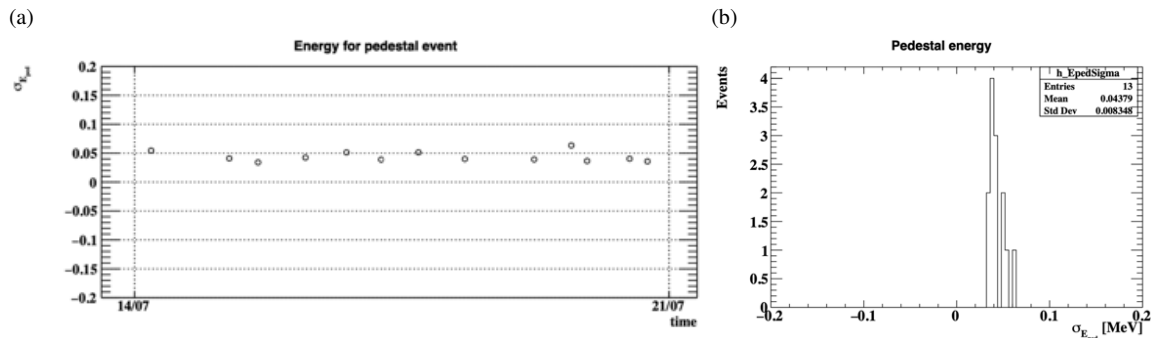 (a)
Energy for pedestal event
σ_E_ped
0.2
0.15
0.1
0.05
0
−0.05
−0.1
−0.15
−0.2
14/07
21/07
time
(b)
Pedestal energy
Events
h_EpedSigma
Entries 13
Mean 0.04379
Std Dev 0.008348
4
3.5
3
2.5
2
1.5
1
0.5
0
−0.2
−0.1
0
0.1
0.2
σ_E [MeV]